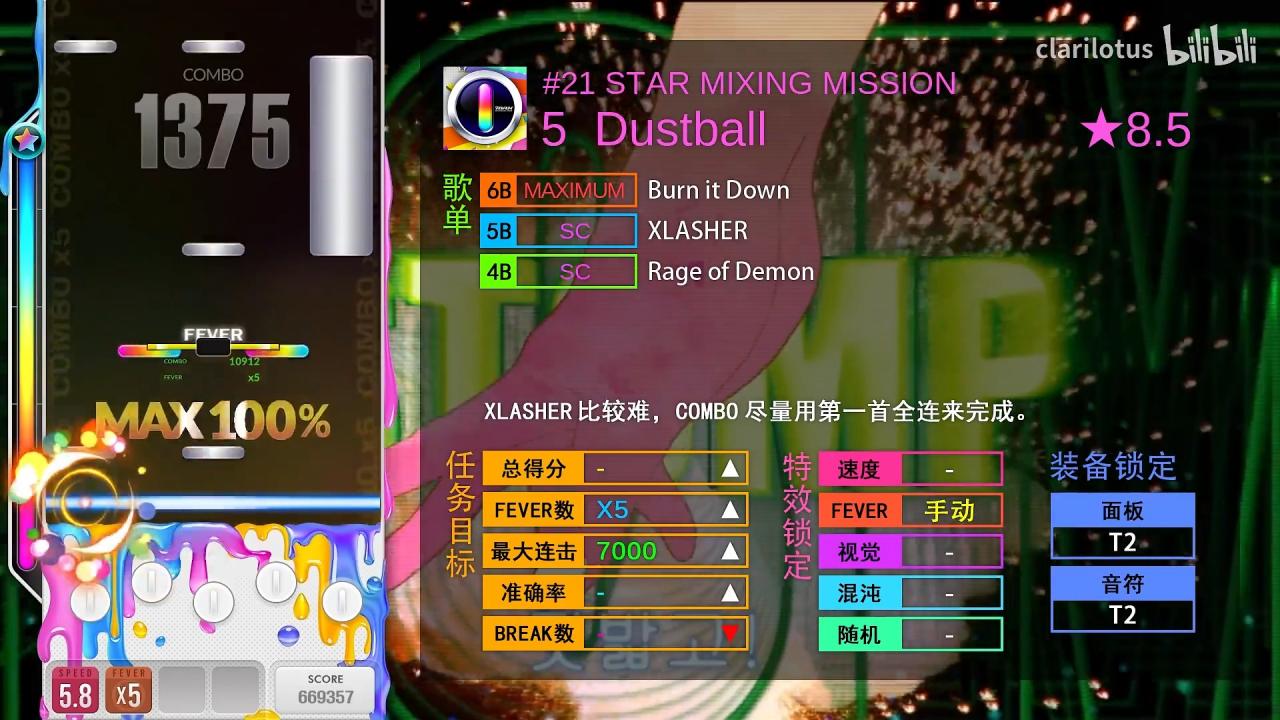 clarilotus bilibili
COMBO
1375
FEVER
COMBO 10912
FEVER x5
MAX 100%
SPEED
5.8
FEVER
x5
SCORE
669357
#21 STAR MIXING MISSION
5 Dustball
★8.5
歌单
6B MAXIMUM Burn it Down
5B SC XLASHER
4B SC Rage of Demon
XLASHER 比较难，COMBO 尽量用第一首全连来完成。
任务目标
总得分 - ▲
FEVER数 X5 ▲
最大连击 7000 ▲
准确率 - ▲
BREAK数 - ▼
特效锁定
速度 -
FEVER 手动
视觉 -
混沌 -
随机 -
装备锁定
面板
T2
音符
T2